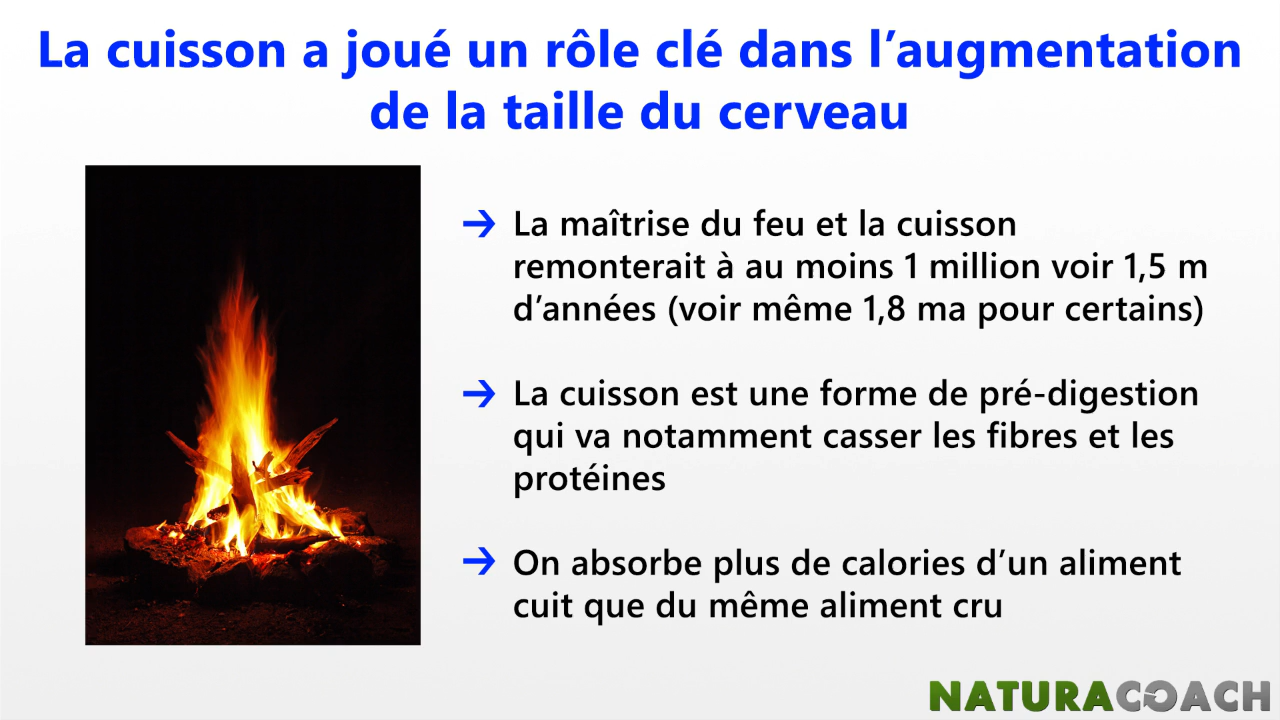 La cuisson a joué un rôle clé dans l’augmentation
de la taille du cerveau
→ La maîtrise du feu et la cuisson
remonterait à au moins 1 million voir 1,5 m
d’années (voir même 1,8 ma pour certains)
→ La cuisson est une forme de pré-digestion
qui va notamment casser les fibres et les
protéines
→ On absorbe plus de calories d’un aliment
cuit que du même aliment cru
NATURACOACH